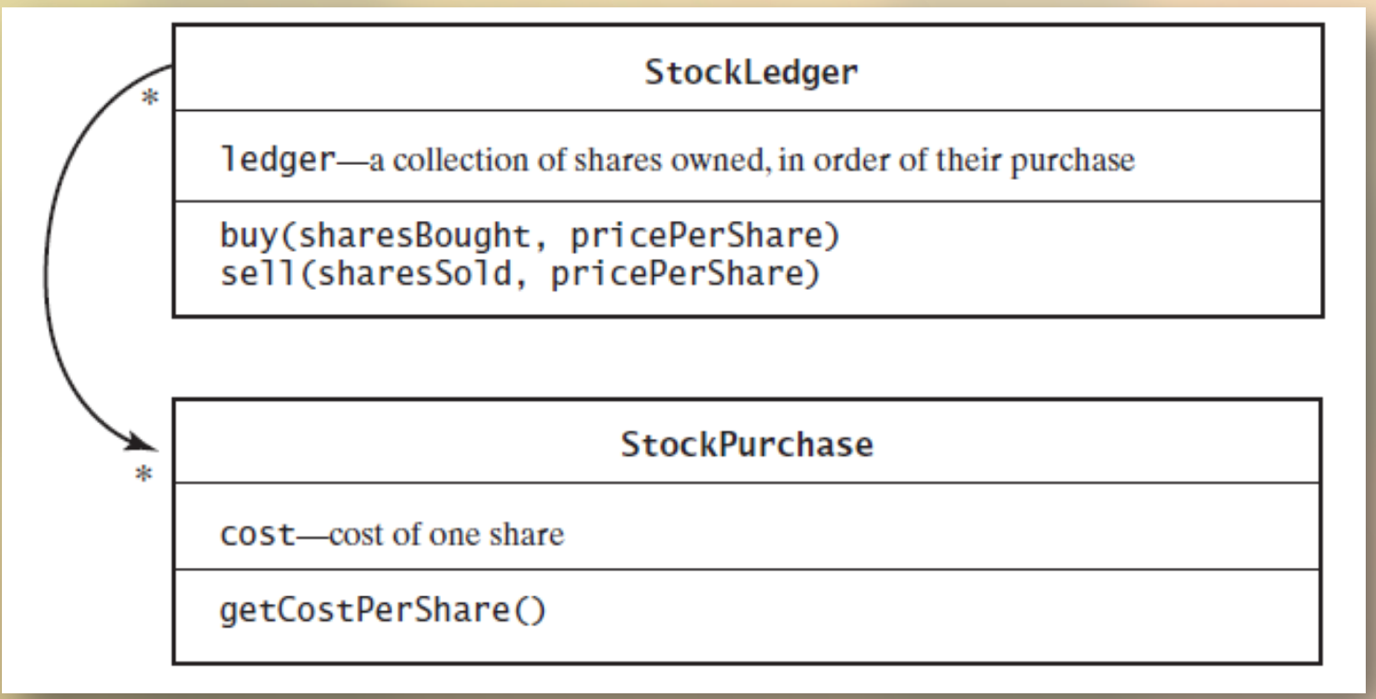 StockLedger
*
ledger—a collection of shares owned, in order of their purchase
buy(sharesBought, pricePerShare)
sell(sharesSold, pricePerShare)
StockPurchase
*
cost—cost of one share
getCostPerShare()